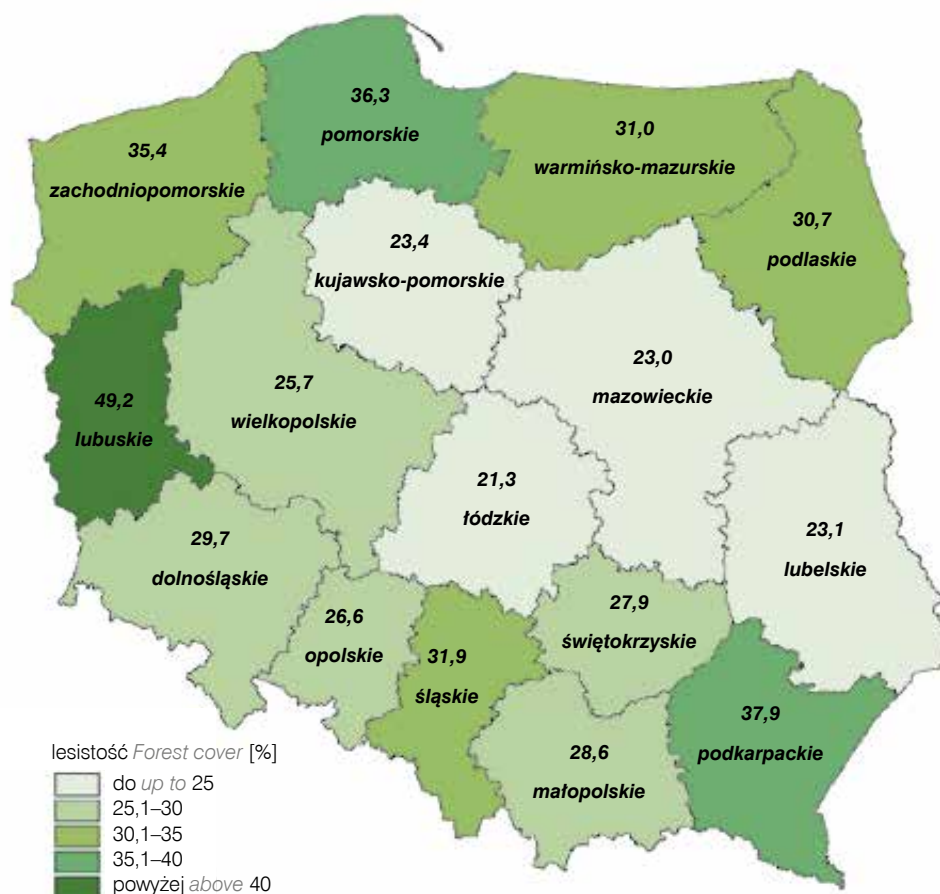 36,3
pomorskie
35,4
zachodniopomorskie
31,0
warmińsko-mazurskie
30,7
podlaskie
23,4
kujawsko-pomorskie
23,0
mazowieckie
25,7
wielkopolskie
49,2
lubuskie
21,3
łódzkie
23,1
lubelskie
29,7
dolnośląskie
26,6
opolskie
27,9
świętokrzyskie
31,9
śląskie
37,9
podkarpackie
28,6
małopolskie
lesistość Forest cover [%]
do up to 25
25,1–30
30,1–35
35,1–40
powyżej above 40